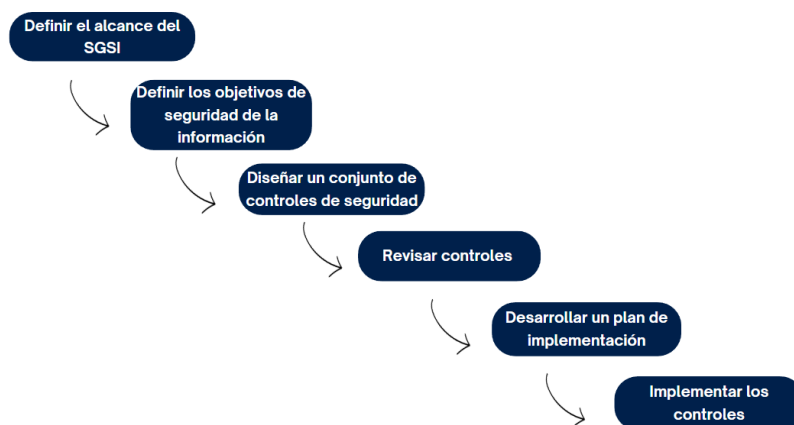 Definir el alcance del
SGSI
Definir los objetivos de
seguridad de la
información
Diseñar un conjunto de
controles de seguridad
Revisar controles
Desarrollar un plan de
implementación
Implementar los
controles